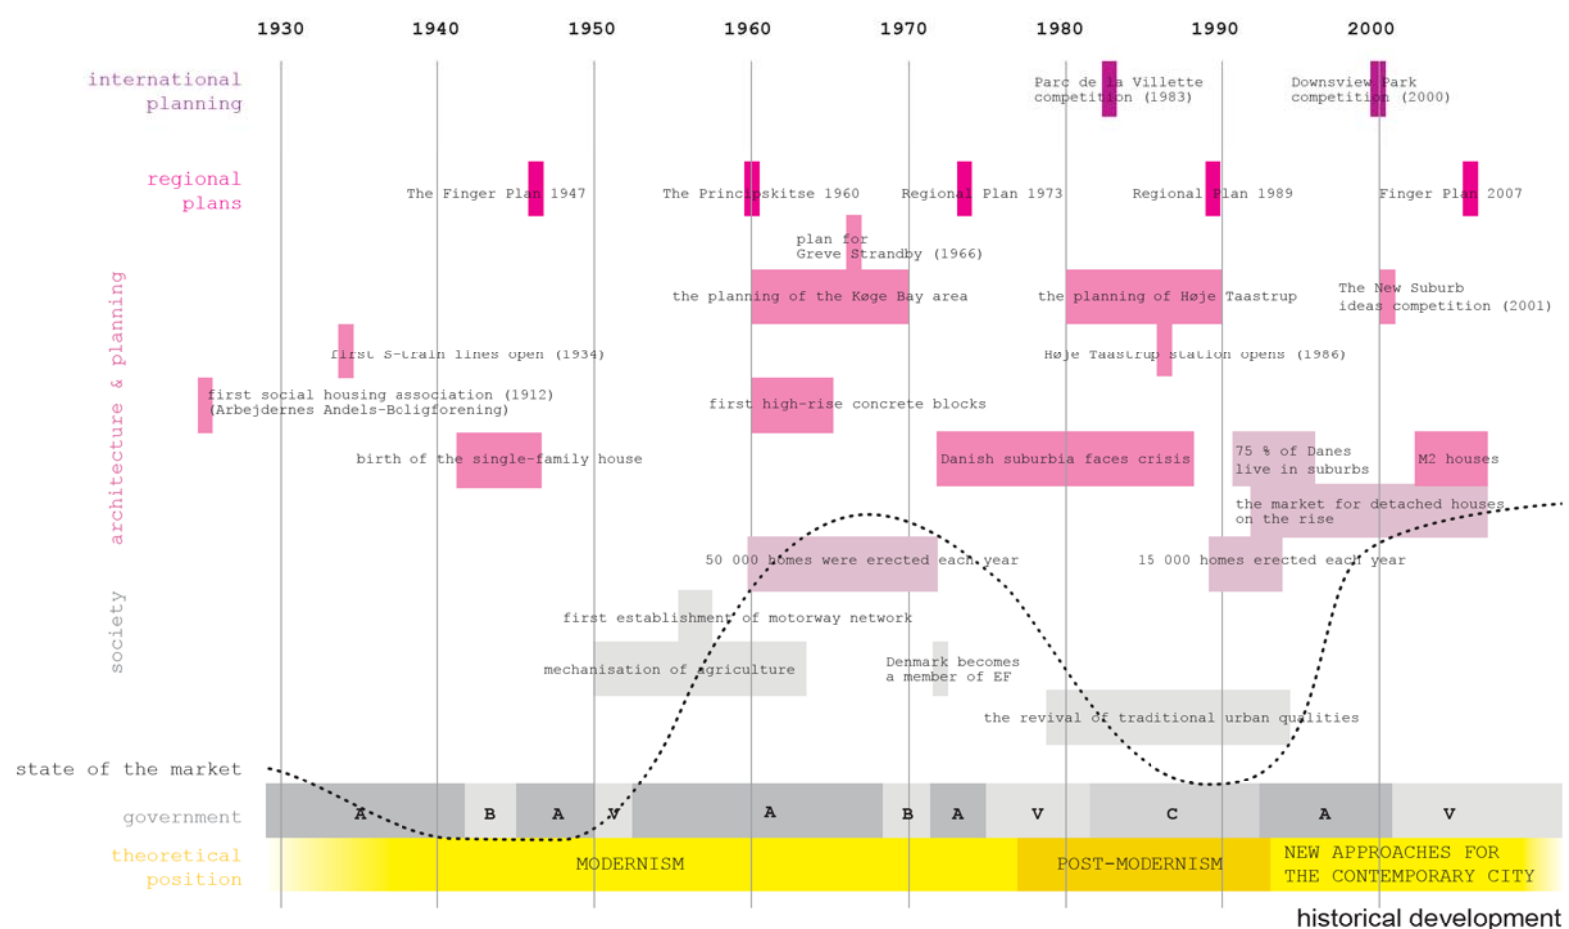 1930 1940 1950 1960 1970 1980 1990 2000
international
planning
Parc de la Villette
competition (1983)
Downsview Park
competition (2000)
regional
plans
The Finger Plan 1947
The Principskitse 1960
Regional Plan 1973
Regional Plan 1989
Finger Plan 2007
architecture & planning
plan for
Greve Strandby (1966)
the planning of the Køge Bay area
the planning of Høje Taastrup
The New Suburb
ideas competition (2001)
first S-train lines open (1934)
Høje Taastrup station opens (1986)
first social housing association (1912)
(Arbejdernes Andels-Boligforening)
first high-rise concrete blocks
birth of the single-family house
Danish suburbia faces crisis
75 % of Danes
live in suburbs
M2 houses
the market for detached houses
on the rise
50 000 homes were erected each year
15 000 homes erected each year
society
first establishment of motorway network
mechanisation of agriculture
Denmark becomes
a member of EF
the revival of traditional urban qualities
state of the market
government
A B A V A B A V C A V
theoretical
position
MODERNISM
POST-MODERNISM
NEW APPROACHES FOR
THE CONTEMPORARY CITY
historical development